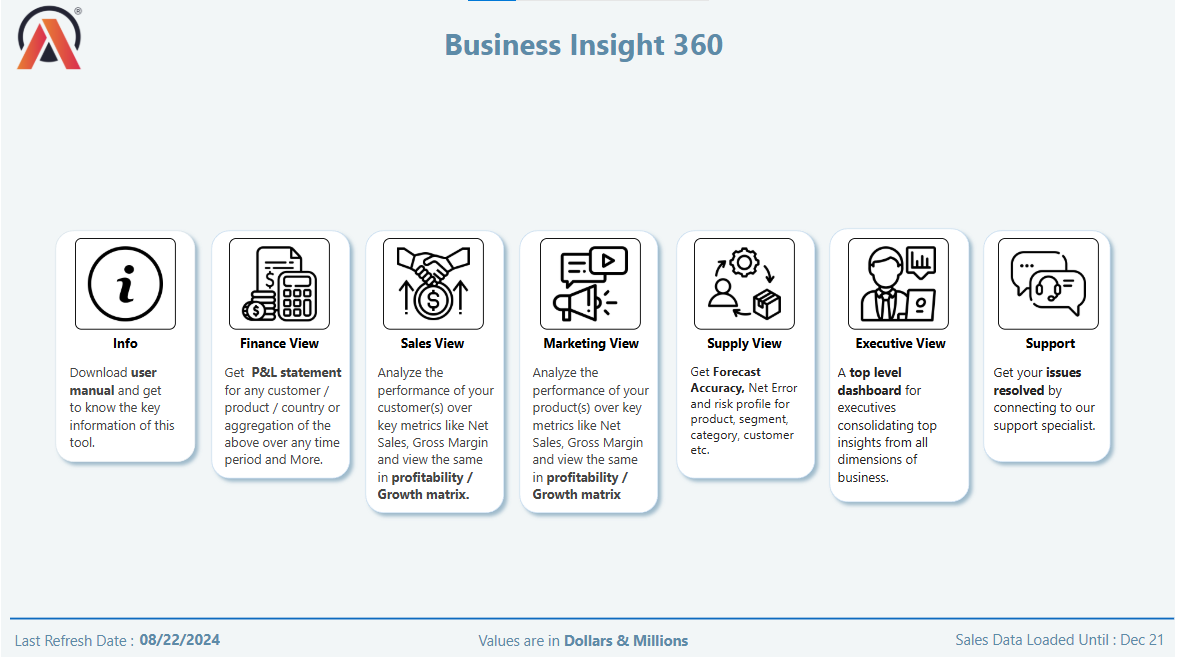 ®
Business Insight 360
Info
Download user
manual and get
to know the key
information of this
tool.
Finance View
Get P&L statement
for any customer /
product / country or
aggregation of the
above over any time
period and More.
Sales View
Analyze the
performance of your
customer(s) over
key metrics like Net
Sales, Gross Margin
and view the same
in profitability /
Growth matrix.
Marketing View
Analyze the
performance of your
product(s) over key
metrics like Net
Sales, Gross Margin
and view the same
in profitability /
Growth matrix
Supply View
Get Forecast
Accuracy, Net Error
and risk profile for
product, segment,
category, customer
etc.
Executive View
A top level
dashboard for
executives
consolidating top
insights from all
dimensions of
business.
Support
Get your issues
resolved by
connecting to our
support specialist.
Last Refresh Date : 08/22/2024
Values are in Dollars & Millions
Sales Data Loaded Until : Dec 21